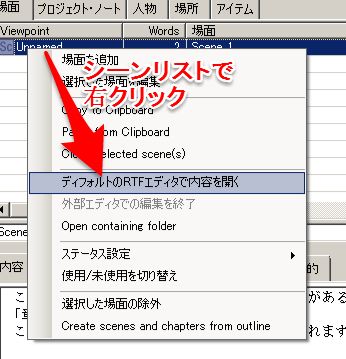 場面 プロジェクト・ノート 人物 場所 アイテム
Viewpoint Words 場面
Sc Unnamed 2 Scene 1
シーンリストで
右クリック
場面を追加
選択した場面を編集
Copy to Clipboard
from Clipboard
selected scene(s)
ディフォルトのRTFエディタで内容を開く
外部エディタでの編集を終了
Open containing folder
ステータス設定
使用/未使用を切り替え
選択した場面の除外
Create scenes and chapters from outline
Scene
内容
的
こ
がある
「
こ
れます